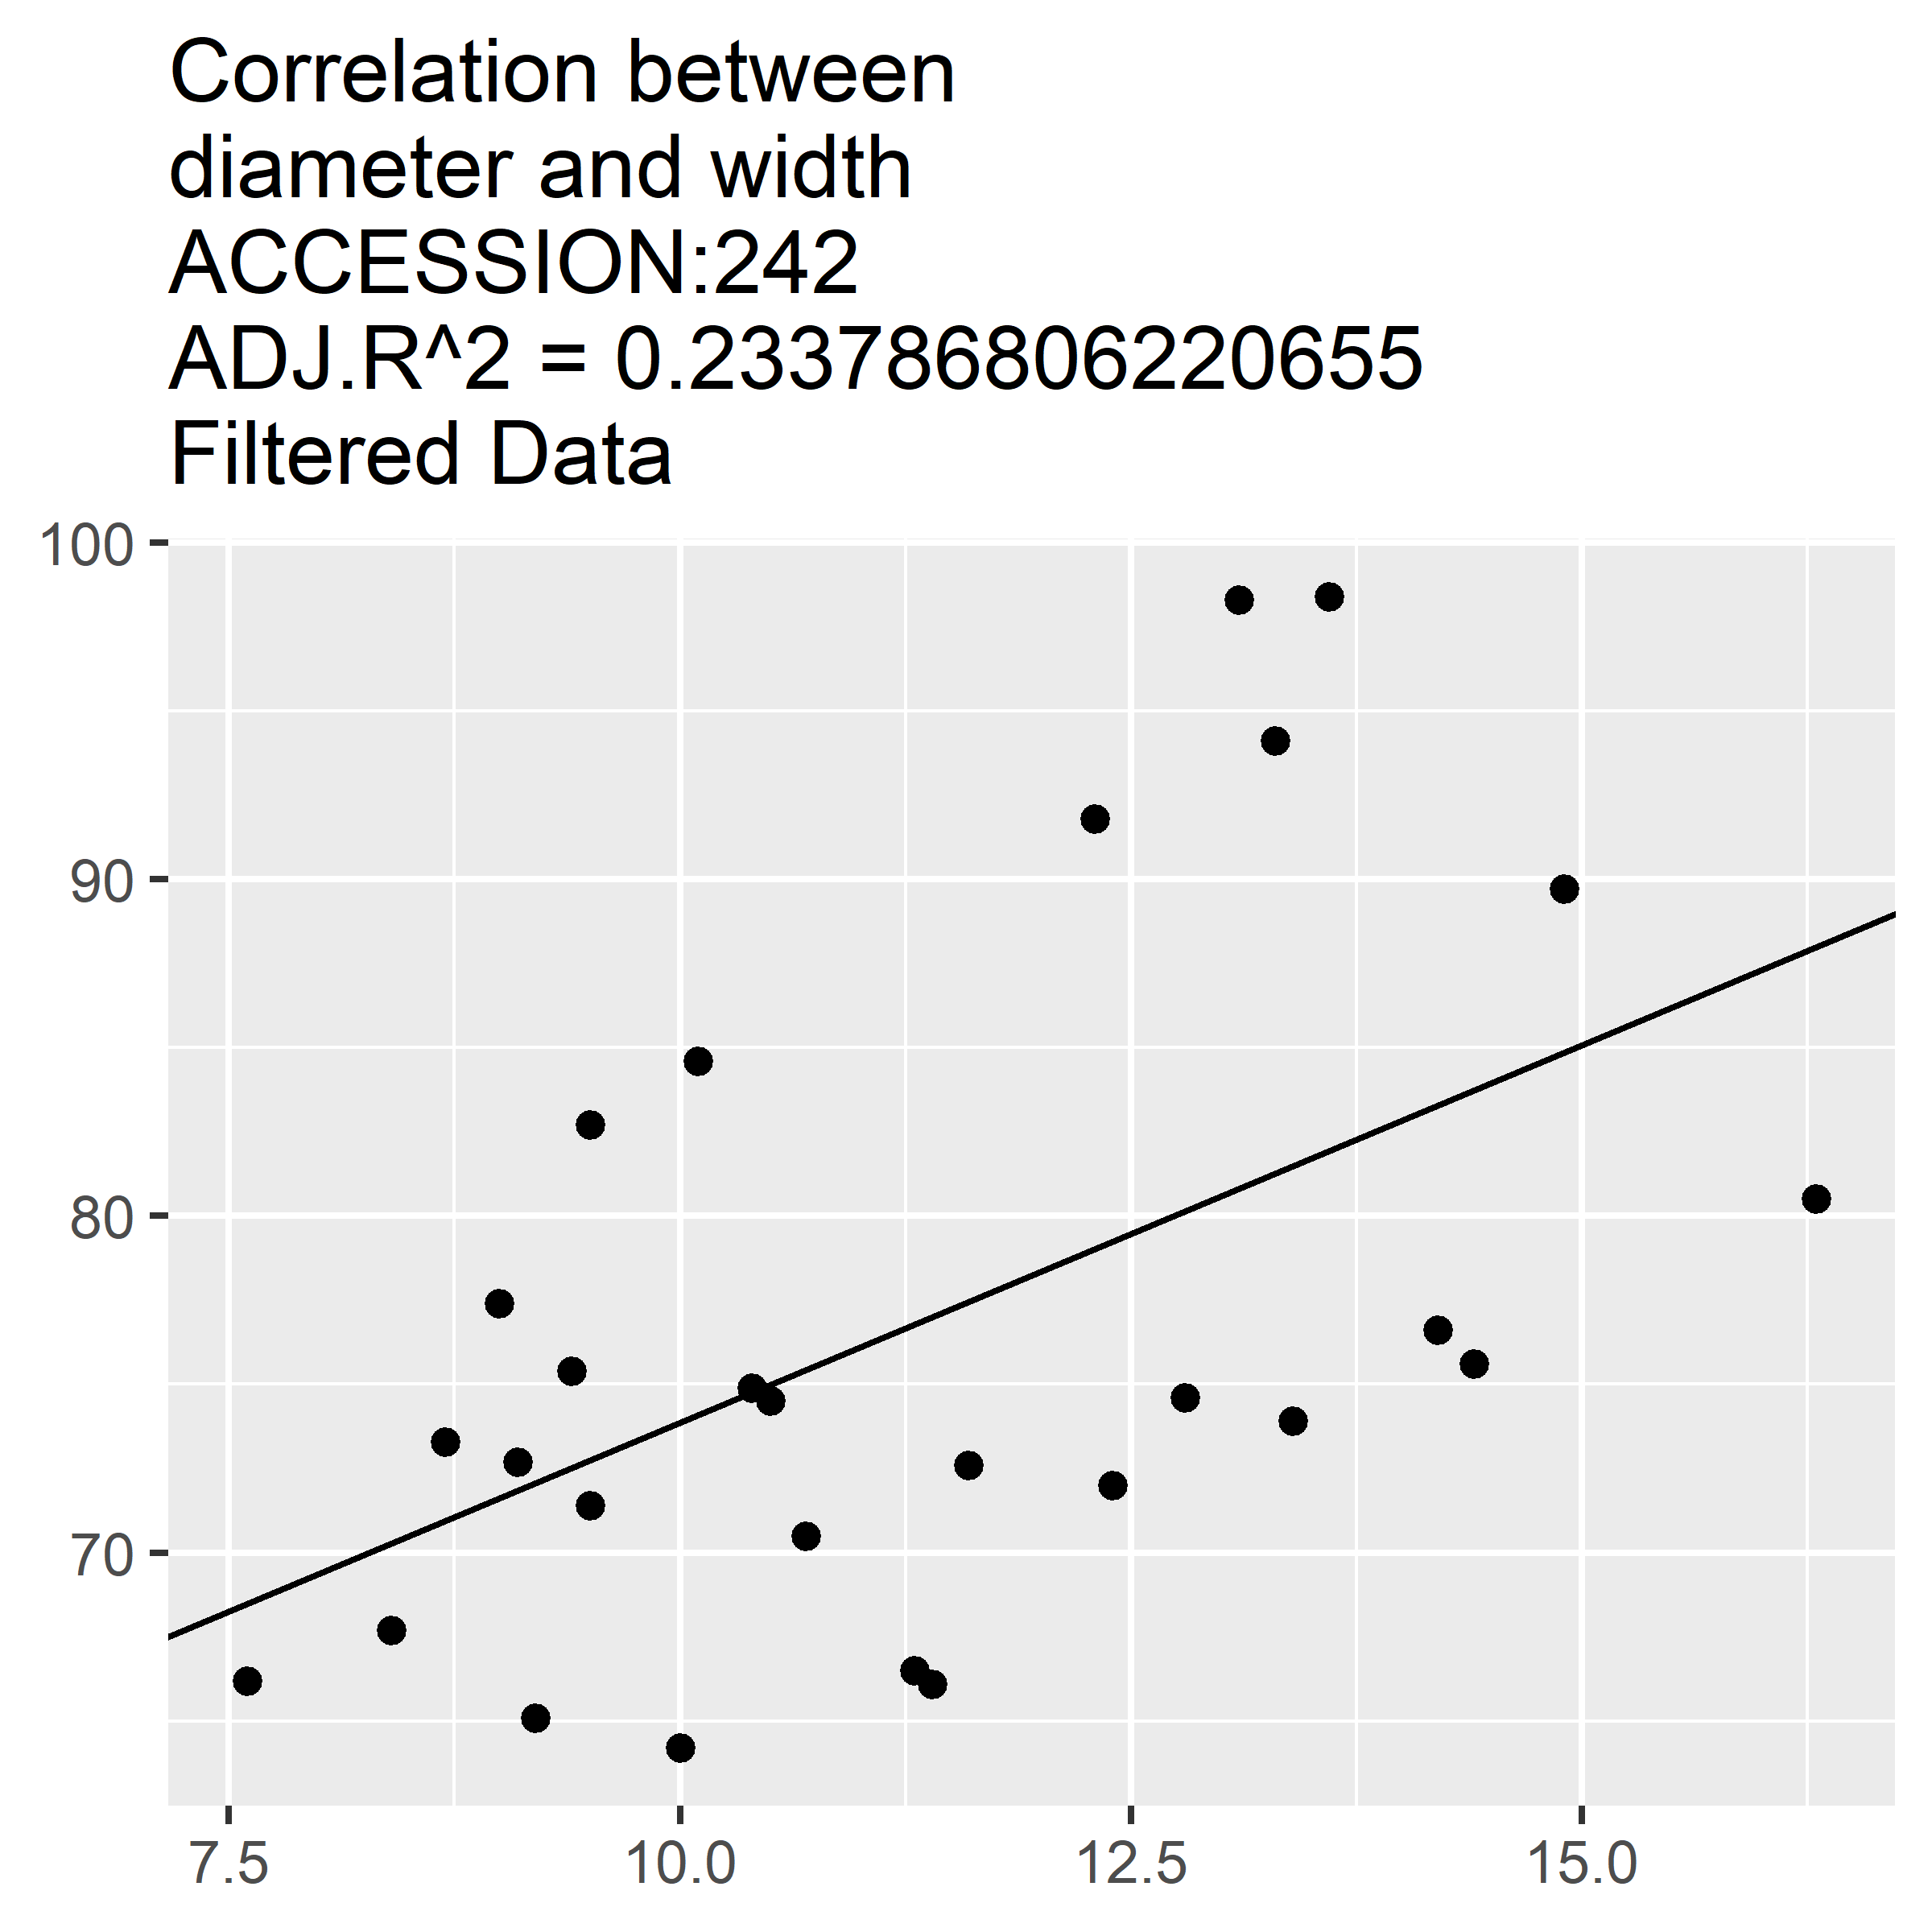 Correlation between
diameter and width
ACCESSION:242
ADJ.R^2 = 0.233786806220655
Filtered Data
100
90
80
70
7.5 10.0 12.5 15.0